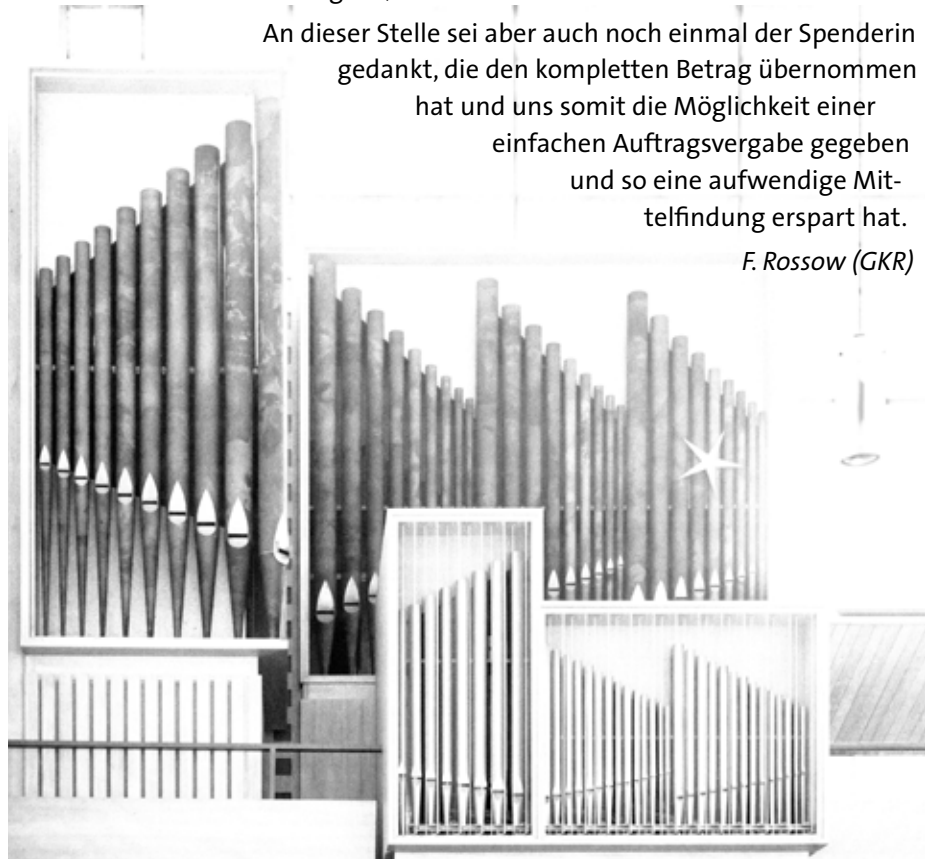 An dieser Stelle sei aber auch noch einmal der Spenderin
gedankt, die den kompletten Betrag übernommen
hat und uns somit die Möglichkeit einer
einfachen Auftragsvergabe gegeben
und so eine aufwendige Mit-
telfindung erspart hat.
F. Rossow (GKR)